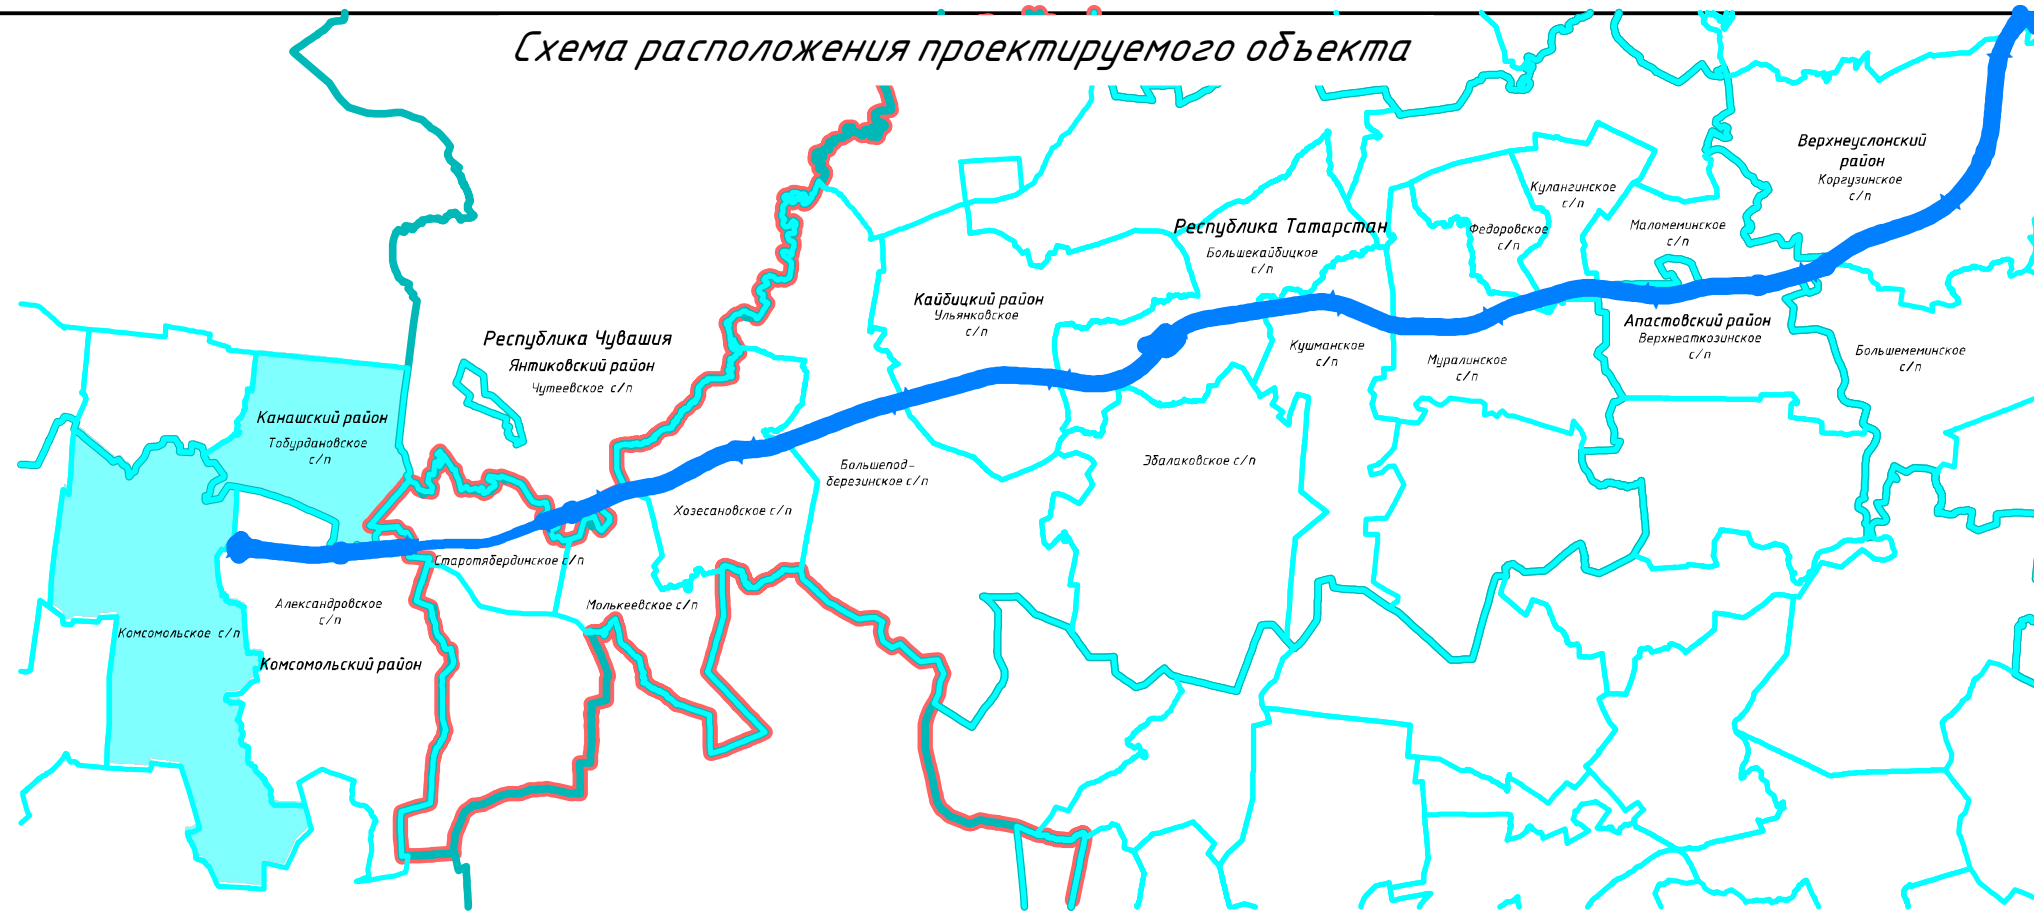 Схема расположения проектируемого объекта
Верхнеуслонский
район
Коргузинское
с/п
Кулангинское
с/п
Республика Татарстан
Большекайбицкое
с/п
Федоровское
с/п
Маломеминское
с/п
Кайбицкий район
Ульянковское
с/п
Республика Чувашия
Янтиковский район
Чутеевское с/п
Кушманское
с/п
Муралинское
с/п
Апастовский район
Верхнеаткозинское
с/п
Большемеминское
с/п
Канашский район
Тобурдановское
с/п
Большепод-
березинское с/п
Эбалаковское с/п
Хозесановское с/п
Старотябердинское с/п
Александровское
с/п
Молькеевское с/п
Комсомольское с/п
Комсомольский район